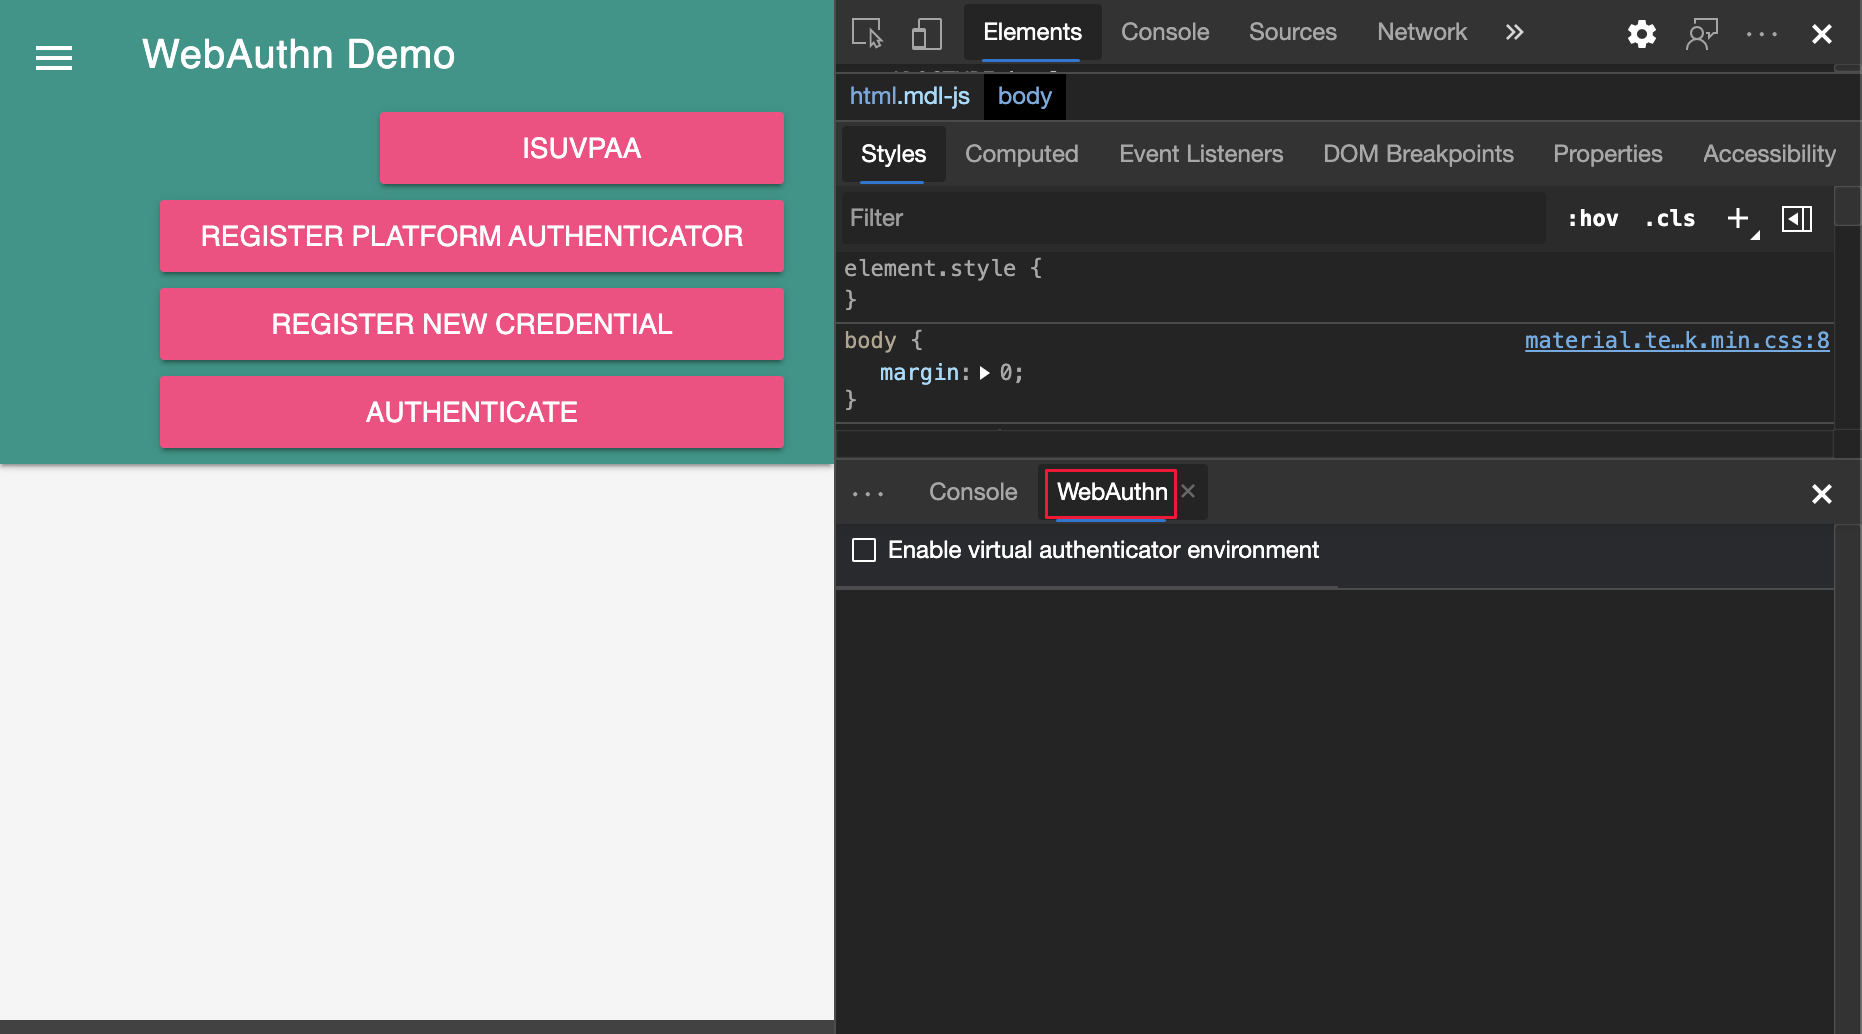 WebAuthn Demo
ISUVPAA
REGISTER PLATFORM AUTHENTICATOR
REGISTER NEW CREDENTIAL
AUTHENTICATE
Elements Console Sources Network
html.mdl-js body
Styles Computed Event Listeners DOM Breakpoints Properties Accessibility
Filter :hov .cls +
element.style {
}
body { material.te…k.min.css:8
margin: 0;
}
Console WebAuthn
Enable virtual authenticator environment